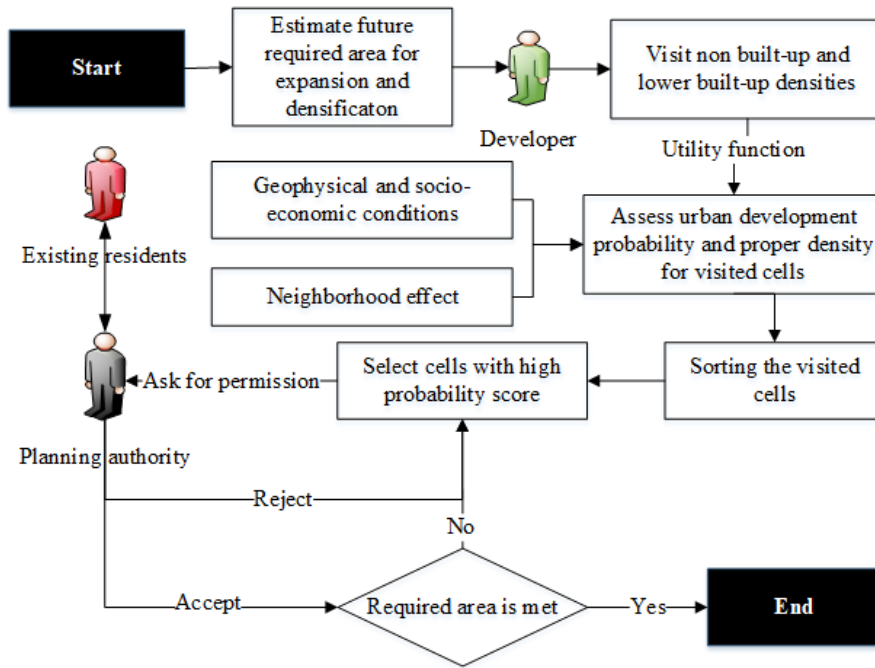 Start
Estimate future
required area for
expansion and
densificaton
Developer
Visit non built-up and
lower built-up densities
Utility function
Geophysical and socio-
economic conditions
Neighborhood effect
Assess urban development
probability and proper density
for visited cells
Existing residents
Sorting the visited
cells
Select cells with high
probability score
Ask for permission
Planning authority
Reject
No
Accept
Required area is met
Yes
End